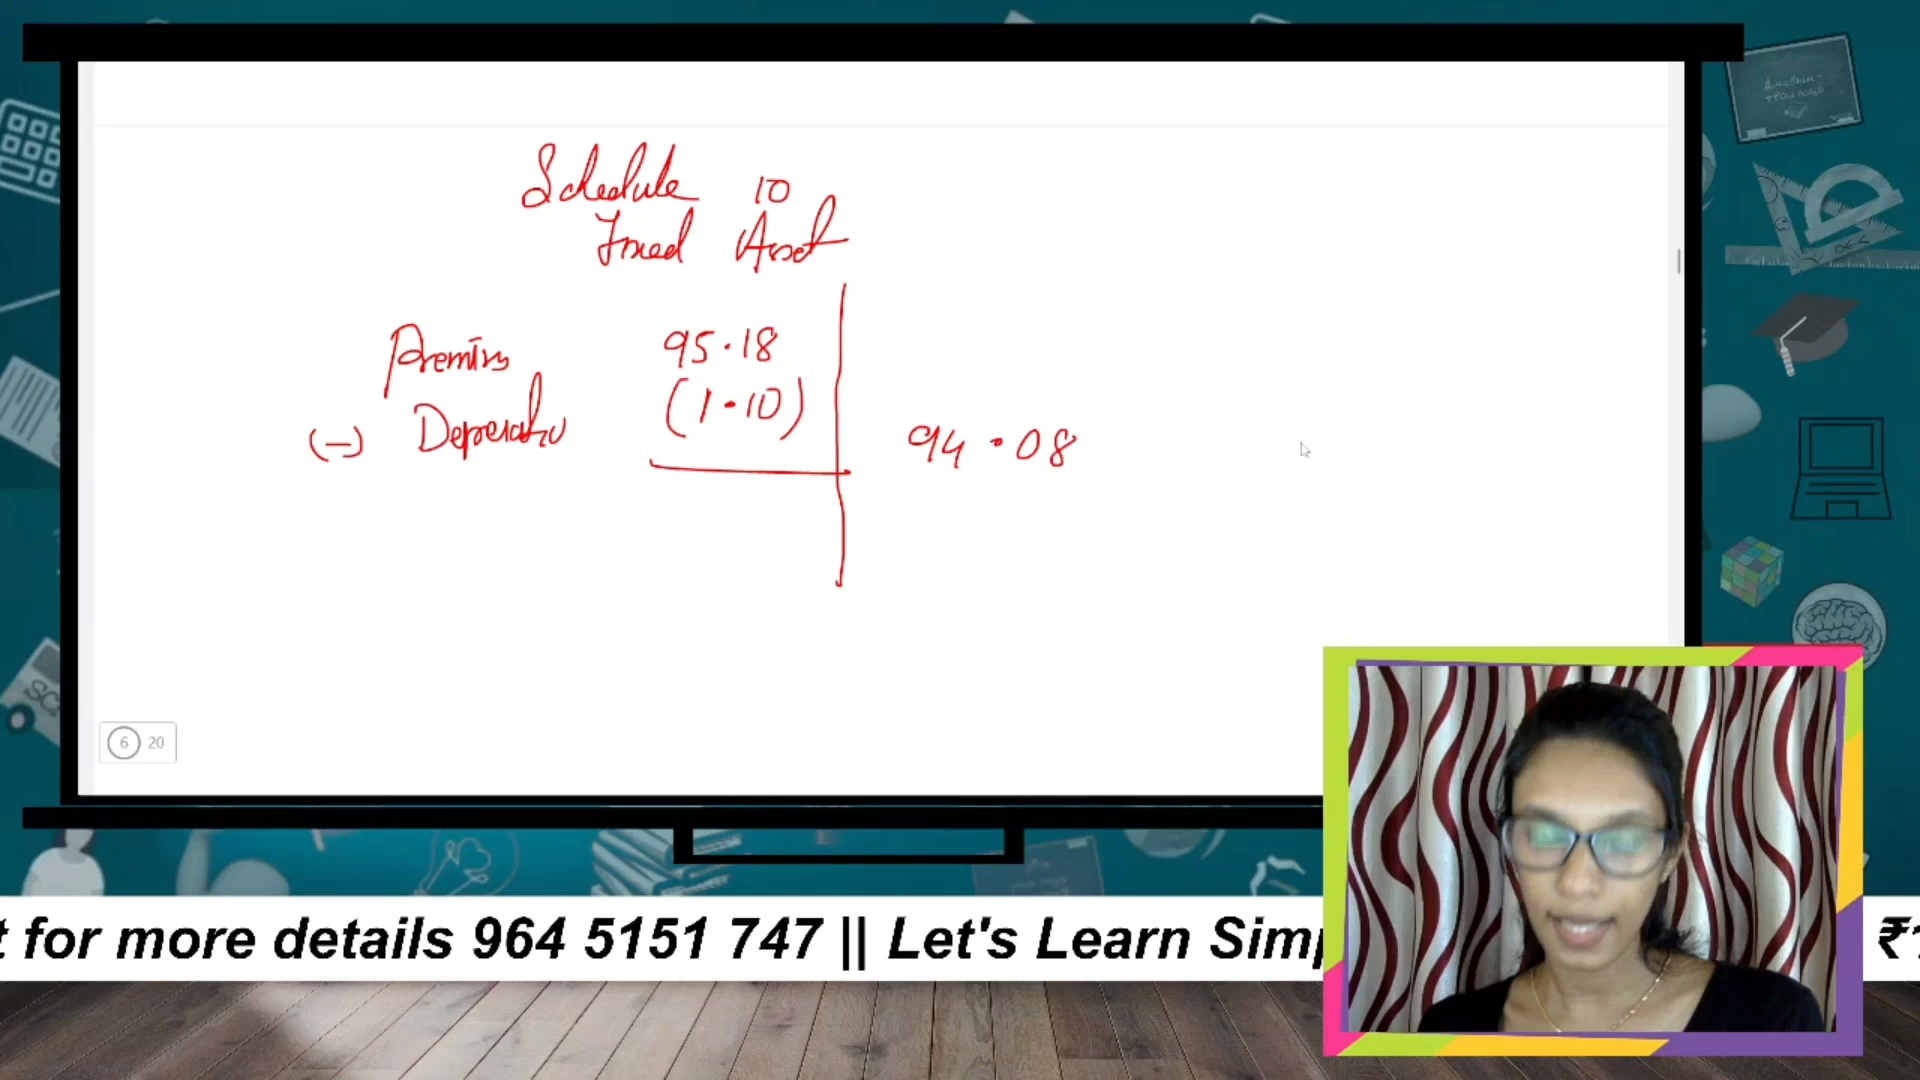 Schedule 10
Fixed Asset
Premises 95.18
(-) Depreciation (1.10) 94.08
6 20
t for more details 964 5151 747 || Let's Learn Simp